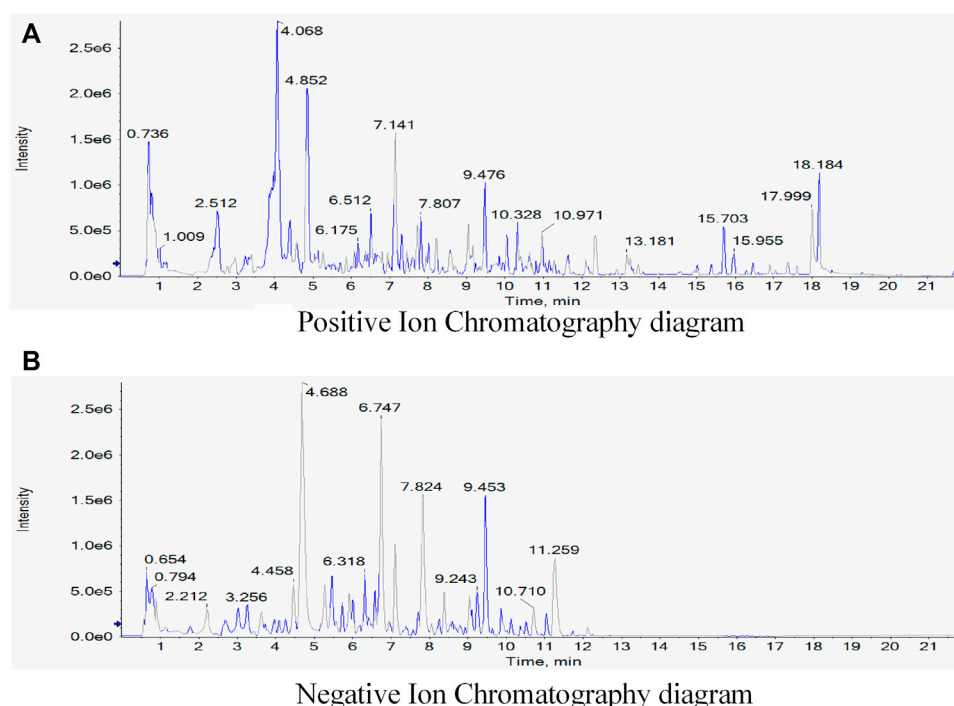 A
Intensity
2.5e6
2.0e6
1.5e6
1.0e6
5.0e5
0.0e0
4.068
4.852
0.736
7.141
1.009
2.512
6.175
6.512
7.807
9.476
10.328
10.971
13.181
15.703
15.955
17.999
18.184
1 2 3 4 5 6 7 8 9 10 11 12 13 14 15 16 17 18 19 20 21
Time, min
Positive Ion Chromatography diagram
B
Intensity
2.5e6
2.0e6
1.5e6
1.0e6
5.0e5
0.0e0
4.688
6.747
7.824
9.453
0.654
0.794
2.212
3.256
4.458
6.318
9.243
10.710
11.259
1 2 3 4 5 6 7 8 9 10 11 12 13 14 15 16 17 18 19 20 21
Time, min
Negative Ion Chromatography diagram